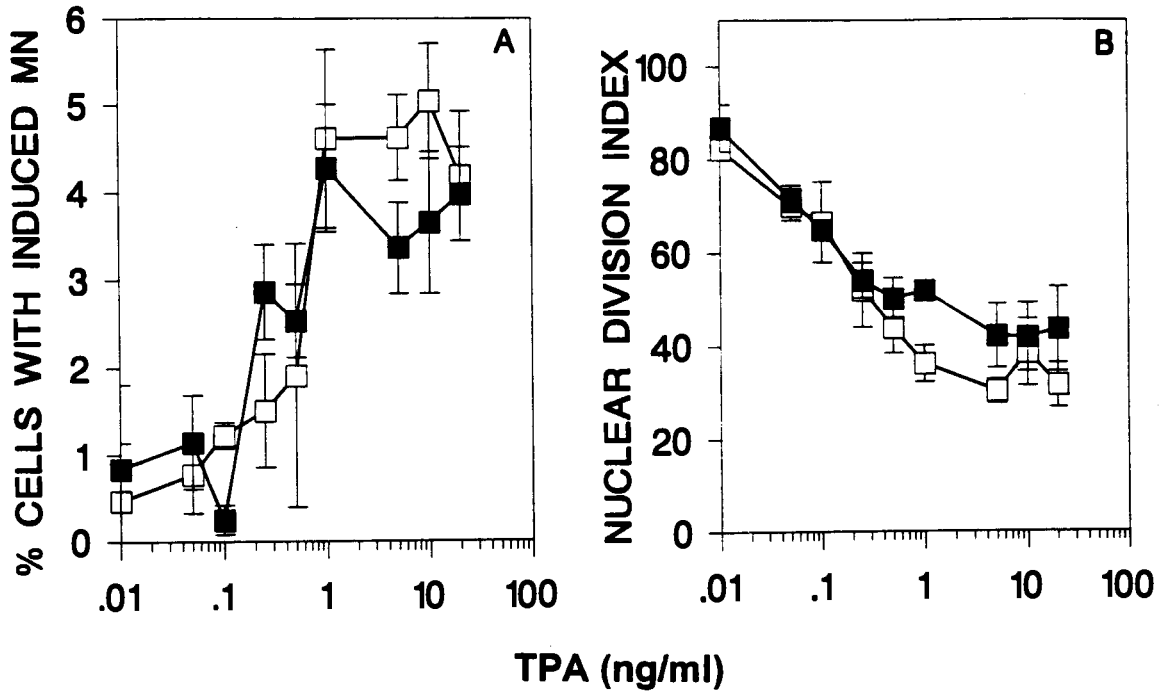 % CELLS WITH INDUCED MN
6
5
4
3
2
1
0
A
.01 .1 1 10 100
NUCLEAR DIVISION INDEX
100
80
60
40
20
0
B
.01 .1 1 10 100
TPA (ng/ml)